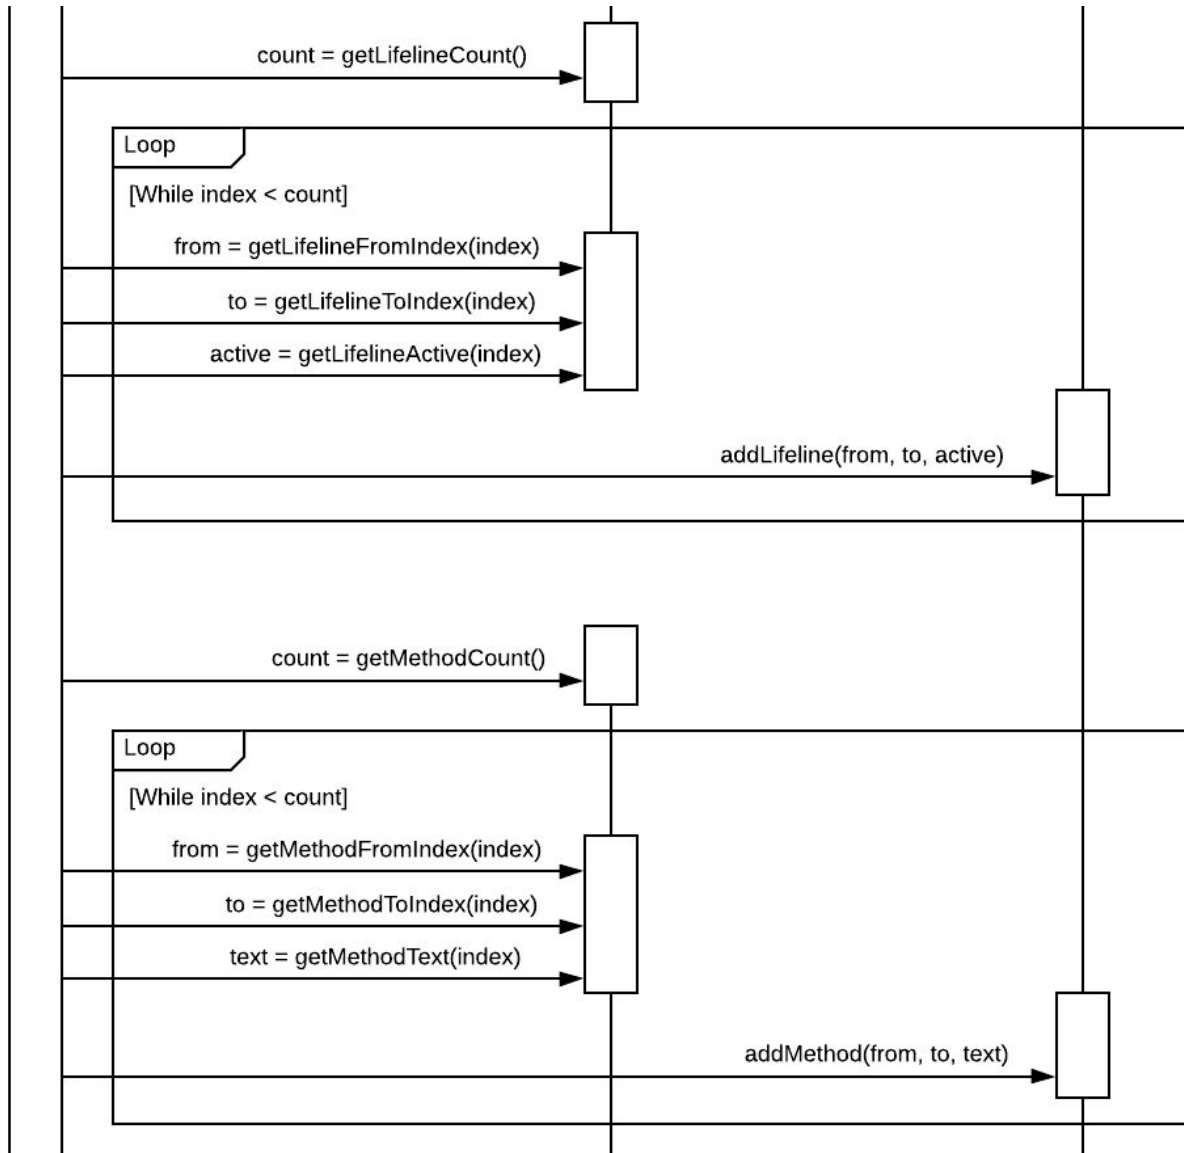 count = getLifelineCount()
Loop
[While index < count]
from = getLifelineFromIndex(index)
to = getLifelineToIndex(index)
active = getLifelineActive(index)
addLifeline(from, to, active)
count = getMethodCount()
Loop
[While index < count]
from = getMethodFromIndex(index)
to = getMethodToIndex(index)
text = getMethodText(index)
addMethod(from, to, text)